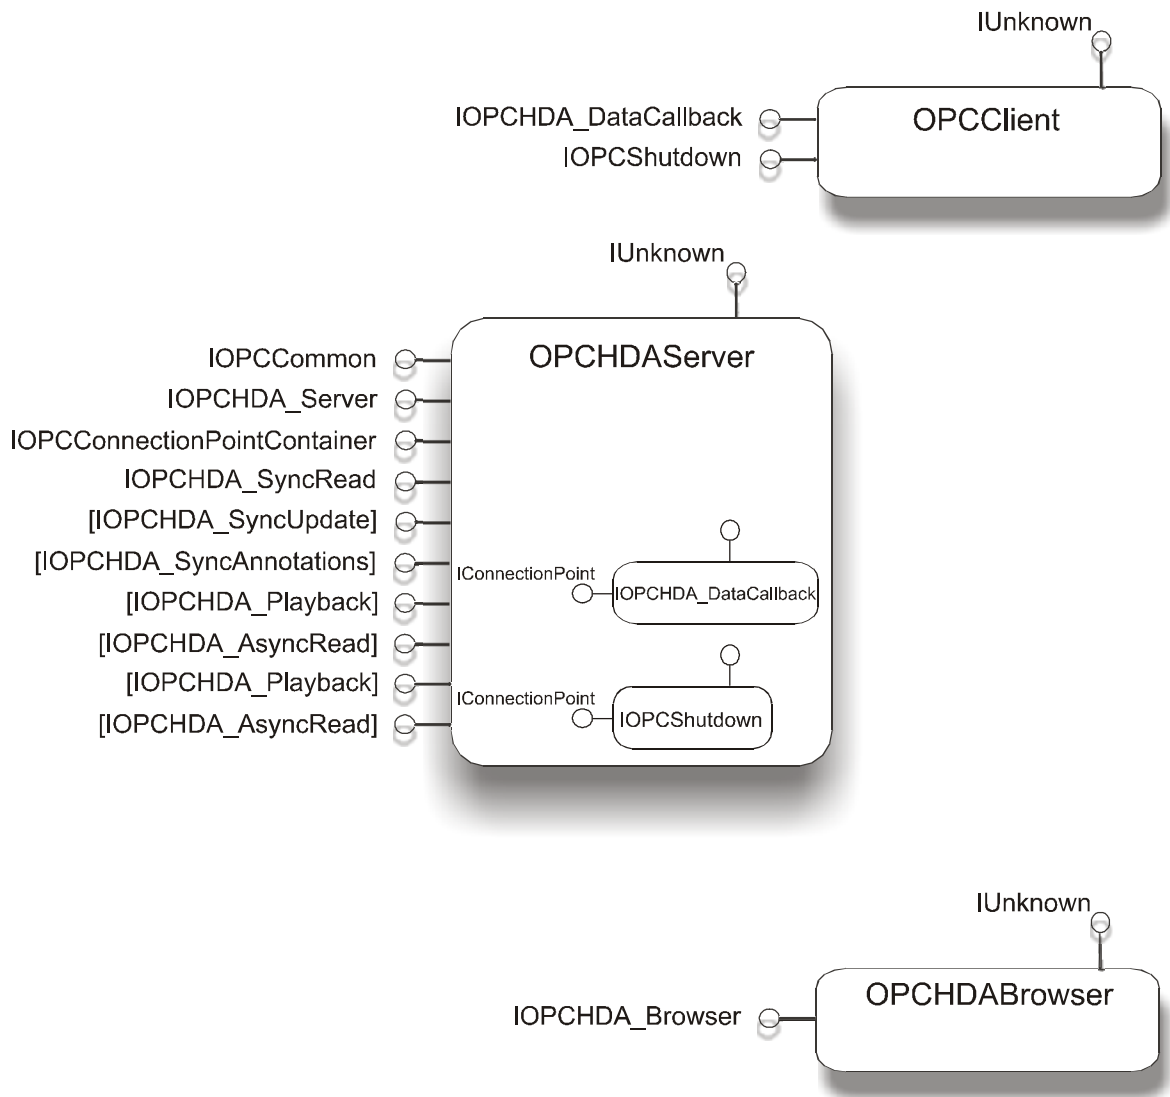 IUnknown
IOPCHDA_DataCallback
OPCClient
IOPCShutdown
IUnknown
OPCHDAServer
IOPCCommon
IOPCHDA_Server
IOPCConnectionPointContainer
IOPCHDA_SyncRead
[IOPCHDA_SyncUpdate]
[IOPCHDA_SyncAnnotations]
[IOPCHDA_Playback]
[IOPCHDA_AsyncRead]
[IOPCHDA_Playback]
[IOPCHDA_AsyncRead]
IConnectionPoint
IOPCHDA_DataCallback
IConnectionPoint
IOPCShutdown
IUnknown
OPCHDABrowser
IOPCHDA_Browser